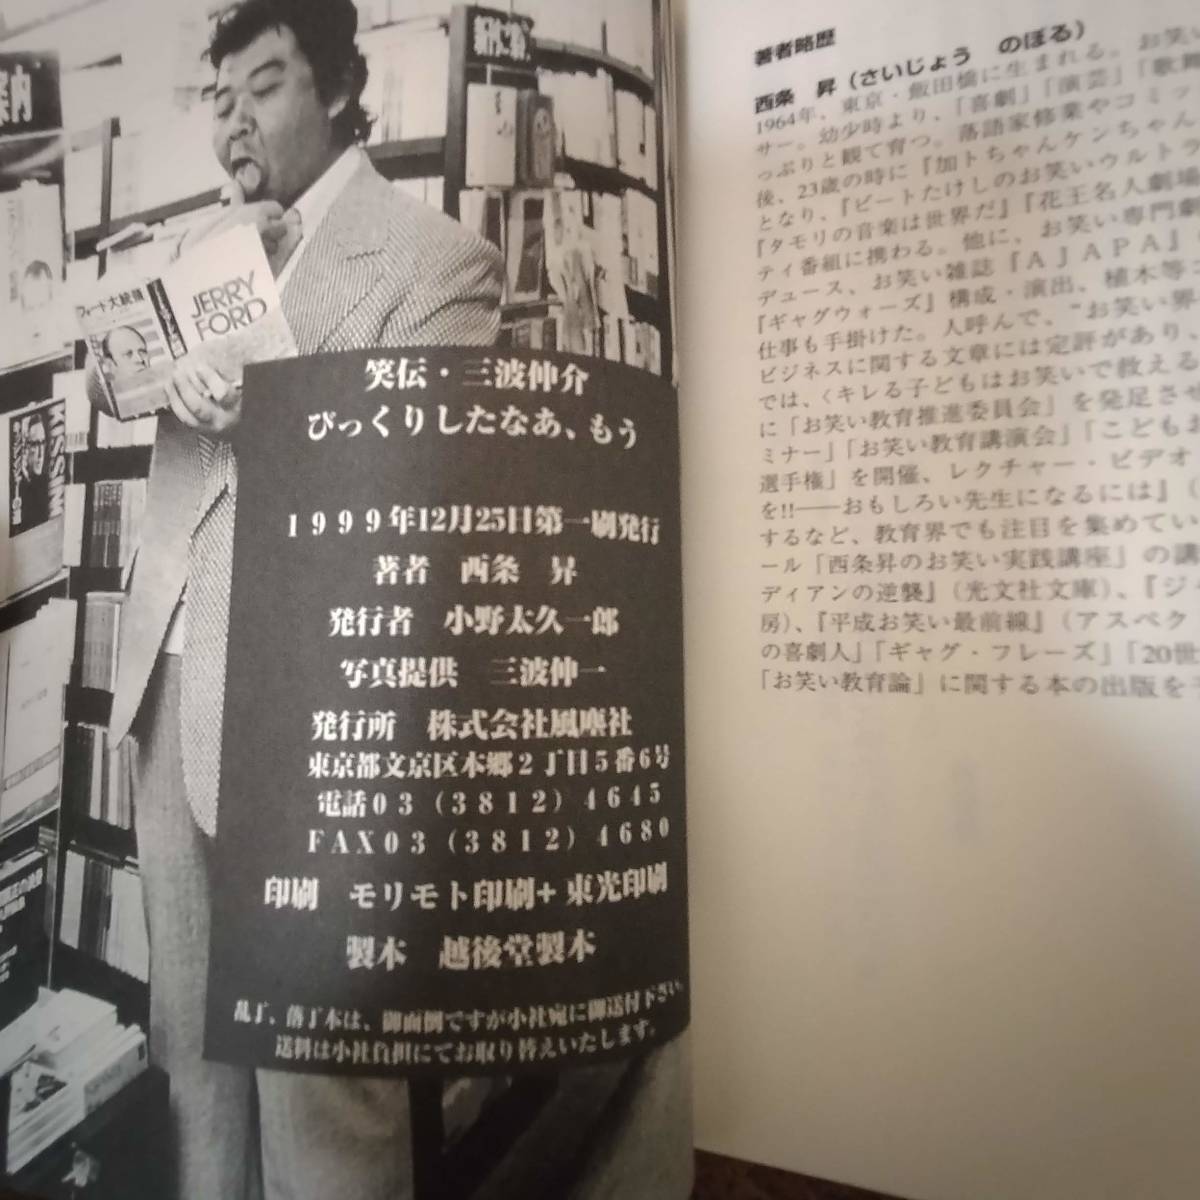 案内
新刊ご案内
フォード大統領
JERRY
FORD
笑伝・三波伸介
びっくりしたなあ、もう
1999年12月25日第一刷発行
著者　西条　昇
発行者　小野太久一郎
写真提供　三波伸一
発行所　株式会社風塵社
東京都文京区本郷2丁目5番6号
電話03（3812）4645
FAX03（3812）4680
印刷　モリモト印刷+東光印刷
製本　越後堂製本
乱丁、落丁本は、御面倒ですが小社宛に御送付下さい。
送料は小社負担にてお取り替えいたします。
著者略歴
西条　昇（さいじょう　のぼる）
1964年、東京・飯田橋に生まれる。お笑い
サー。幼少時より、「喜劇」「演芸」「歌舞
っぷりと観て育つ。落語家修業やコミッ
後、23歳の時に『加トちゃんケンちゃん
となり、『ビートたけしのお笑いウルトラ
『タモリの音楽は世界だ』『花王名人劇場
ティ番組に携わる。他に、お笑い専門劇
デュース、お笑い雑誌『AJAPA』
『ギャグウォーズ』構成・演出、植木等コ
仕事も手掛けた。人呼んで、“お笑い界
ビジネスに関する文章には定評があり、
では、〈キレる子どもはお笑いで教える
に「お笑い教育推進委員会」を発足させ
ミナー」「お笑い教育講演会」「こどもお
選手権」を開催、レクチャー・ビデオ
を!!――おもしろい先生になるには』（
するなど、教育界でも注目を集めてい
ール「西条昇のお笑い実践講座」の講
ディアンの逆襲』（光文社文庫）、『ジ
房）、『平成お笑い最前線』（アスペク
の喜劇人」「ギャグ・フレーズ」「20世
「お笑い教育論」に関する本の出版を予